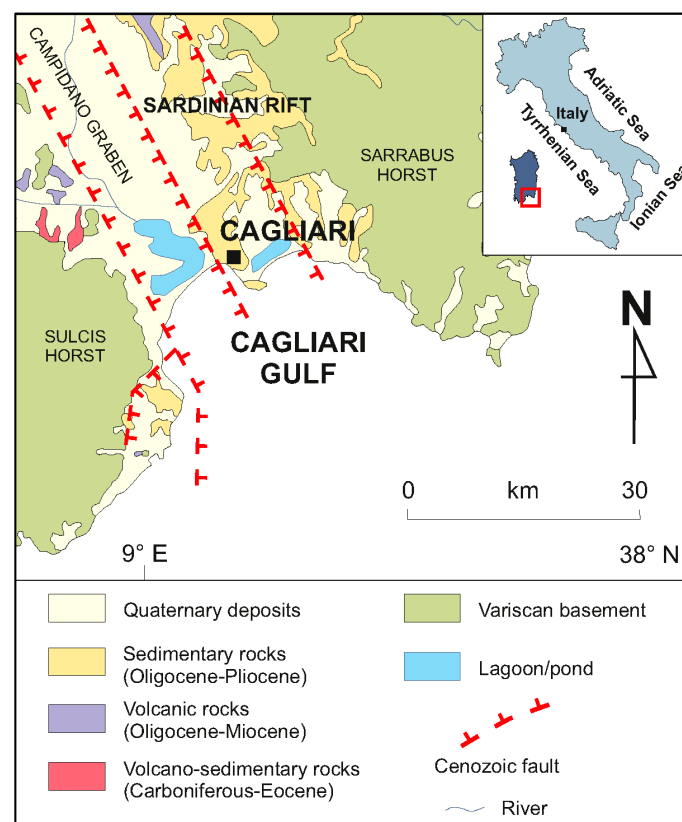 CAMPIDANO GRABEN
SARDINIAN RIFT
SARRABUS
HORST
CAGLIARI
SULCIS
HORST
CAGLIARI
GULF
Adriatic Sea
Italy
Tyrrhenian Sea
Ionian Sea
N
0 km 30
9° E
38° N
Quaternary deposits
Sedimentary rocks
(Oligocene-Pliocene)
Volcanic rocks
(Oligocene-Miocene)
Volcano-sedimentary rocks
(Carboniferous-Eocene)
Variscan basement
Lagoon/pond
Cenozoic fault
River